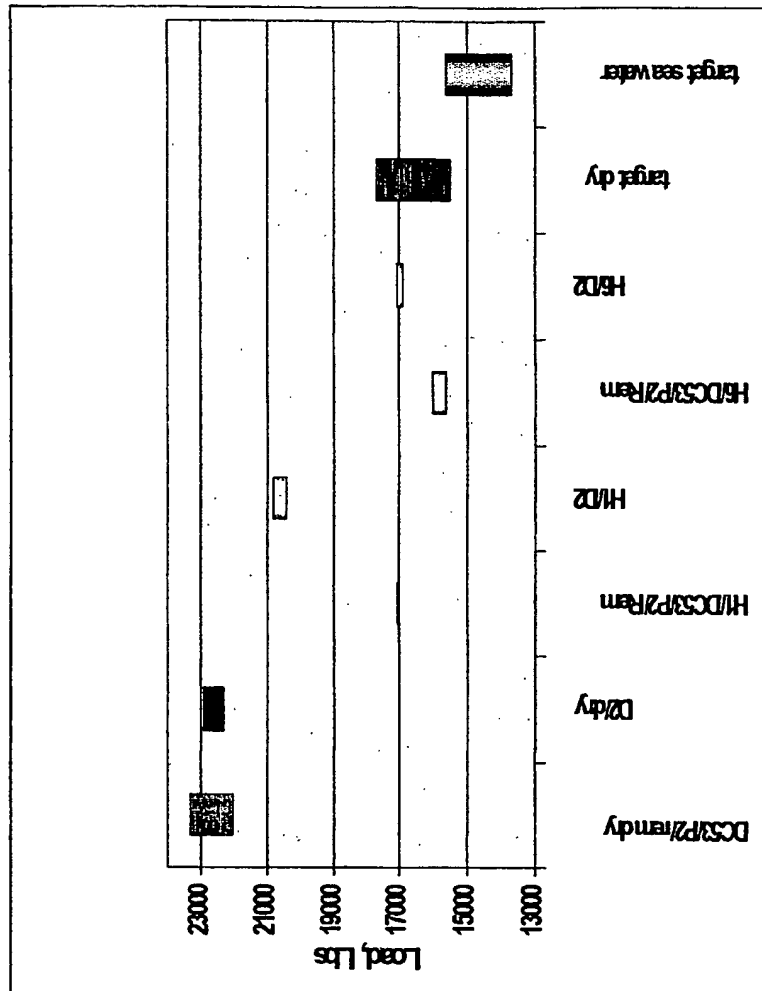 Load, Lbs
23000
21000
19000
17000
15000
13000
DC53/P2/rem dry
D2/dry
H1/DC53/P2/Rem
H1/D2
H6/DC53/P2/Rem
H6/D2
target dry
target sea water